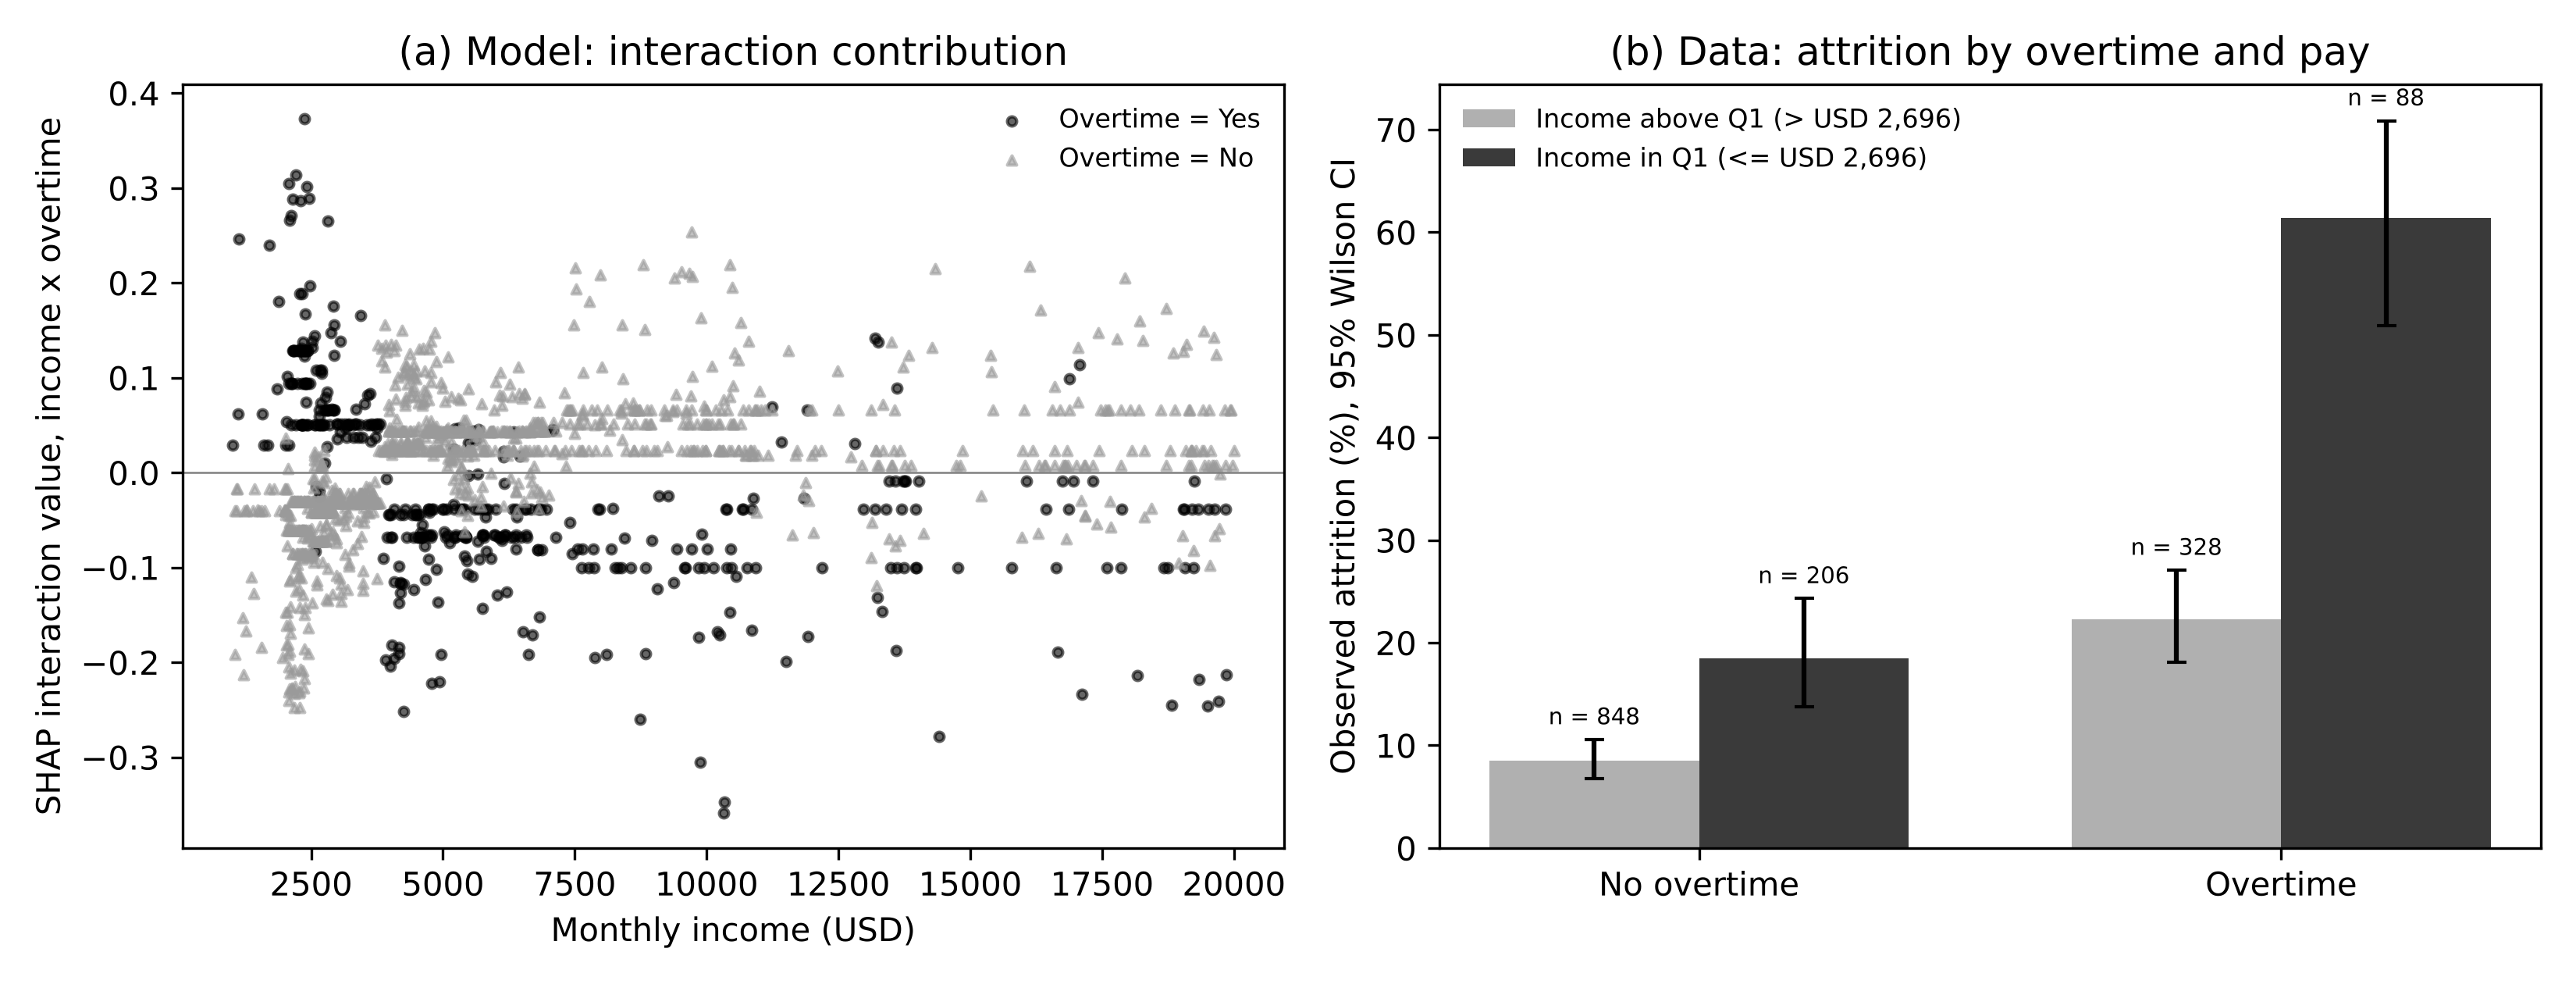 (a) Model: interaction contribution
SHAP interaction value, income x overtime
0.4
0.3
0.2
0.1
0.0
−0.1
−0.2
−0.3
Overtime = Yes
Overtime = No
2500 5000 7500 10000 12500 15000 17500 20000
Monthly income (USD)
(b) Data: attrition by overtime and pay
Observed attrition (%), 95% Wilson CI
70
60
50
40
30
20
10
0
Income above Q1 (> USD 2,696)
Income in Q1 (<= USD 2,696)
n = 848
n = 206
n = 328
n = 88
No overtime
Overtime